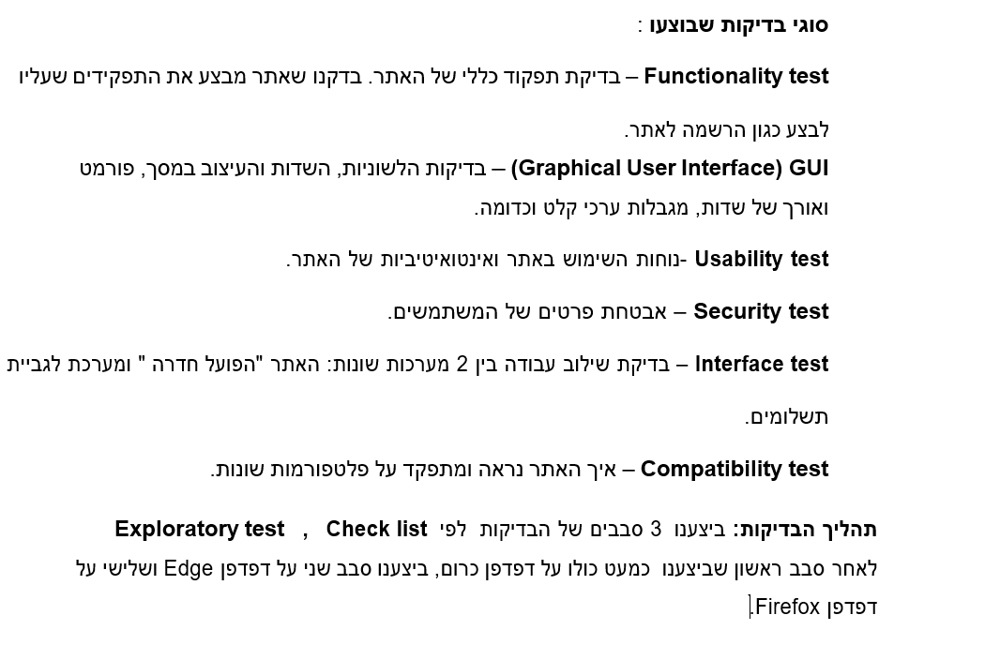 סוגי בדיקות שבוצעו :
Functionality test – בדיקת תפקוד כללי של האתר. בדקנו שאתר מבצע את התפקידים שעליו
לבצע כגון הרשמה לאתר.
GUI (Graphical User Interface) – בדיקות הלשוניות, השדות והעיצוב במסך, פורמט
ואורך של שדות, מגבלות ערכי קלט וכדומה.
Usability test -נוחות השימוש באתר ואינטואיטיביות של האתר.
Security test – אבטחת פרטים של המשתמשים.
Interface test – בדיקת שילוב עבודה בין 2 מערכות שונות: האתר "הפועל חדרה " ומערכת לגביית
תשלומים.
Compatibility test – איך האתר נראה ומתפקד על פלטפורמות שונות.
תהליך הבדיקות: ביצענו 3 סבבים של הבדיקות לפי Exploratory test , Check list
לאחר סבב ראשון שביצענו כמעט כולו על דפדפן כרום, ביצענו סבב שני על דפדפן Edge ושלישי על
דפדפן Firefox.